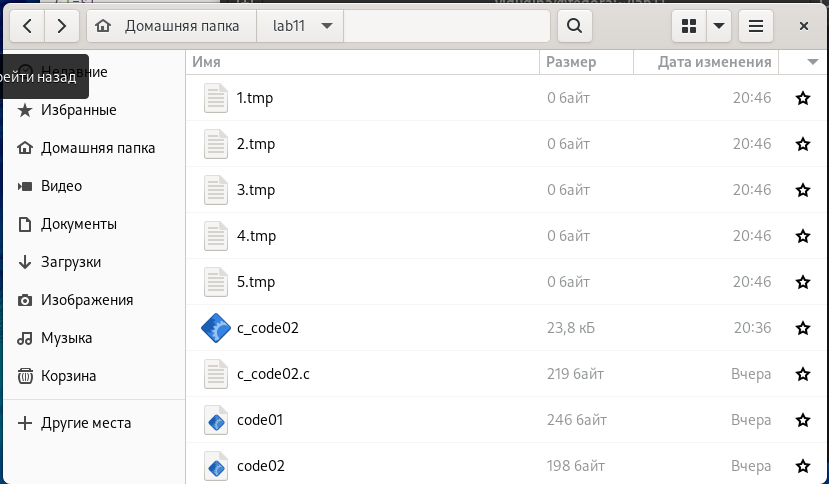 Домашняя папка
lab11
Имя Размер Дата изменения
рейти назад
Недавние
Избранные
Домашняя папка
Видео
Документы
Загрузки
Изображения
Музыка
Корзина
Другие места
1.tmp 0 байт 20:46
2.tmp 0 байт 20:46
3.tmp 0 байт 20:46
4.tmp 0 байт 20:46
5.tmp 0 байт 20:46
c_code02 23,8 кБ 20:36
c_code02.c 219 байт Вчера
code01 246 байт Вчера
code02 198 байт Вчера